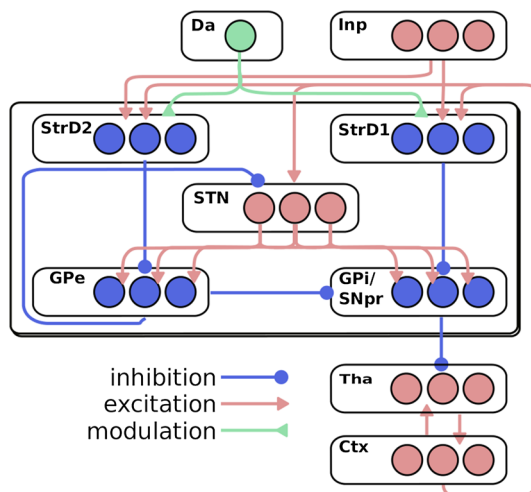 Da
Inp
StrD2
StrD1
STN
GPe
GPi/
SNpr
inhibition
excitation
modulation
Tha
Ctx